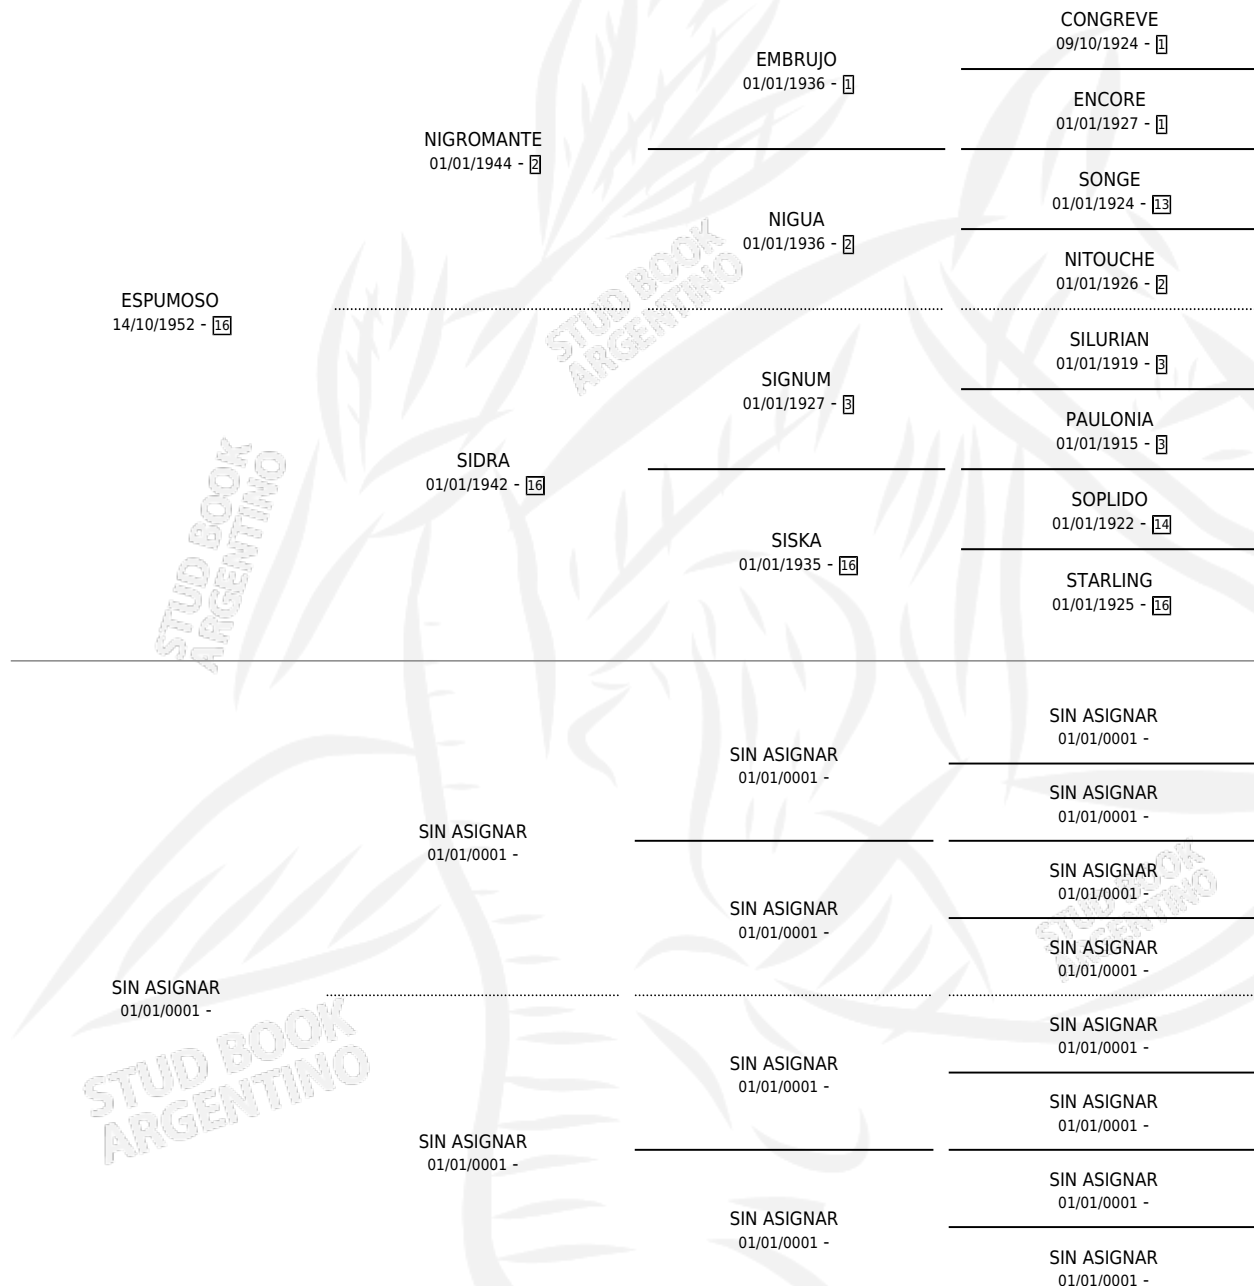 CONGREVE
09/10/1924 - 1
EMBRUJO
01/01/1936 - 1
ENCORE
01/01/1927 - 1
NIGROMANTE
01/01/1944 - 2
SONGE
01/01/1924 - 13
NIGUA
01/01/1936 - 2
NITOUCHE
01/01/1926 - 2
ESPUMOSO
14/10/1952 - 16
SILURIAN
01/01/1919 - 3
SIGNUM
01/01/1927 - 3
PAULONIA
01/01/1915 - 3
SIDRA
01/01/1942 - 16
SOPLIDO
01/01/1922 - 14
SISKA
01/01/1935 - 16
STARLING
01/01/1925 - 16
STUD BOOK
ARGENTINO
STUD BOOK
ARGENTINO
SIN ASIGNAR
01/01/0001 -
SIN ASIGNAR
01/01/0001 -
SIN ASIGNAR
01/01/0001 -
SIN ASIGNAR
01/01/0001 -
SIN ASIGNAR
01/01/0001 -
SIN ASIGNAR
01/01/0001 -
SIN ASIGNAR
01/01/0001 -
SIN ASIGNAR
01/01/0001 -
SIN ASIGNAR
01/01/0001 -
SIN ASIGNAR
01/01/0001 -
SIN ASIGNAR
01/01/0001 -
SIN ASIGNAR
01/01/0001 -
SIN ASIGNAR
01/01/0001 -
SIN ASIGNAR
01/01/0001 -
SIN ASIGNAR
01/01/0001 -
STUD BOOK
ARGENTINO
STUD BOOK
ARGENTINO